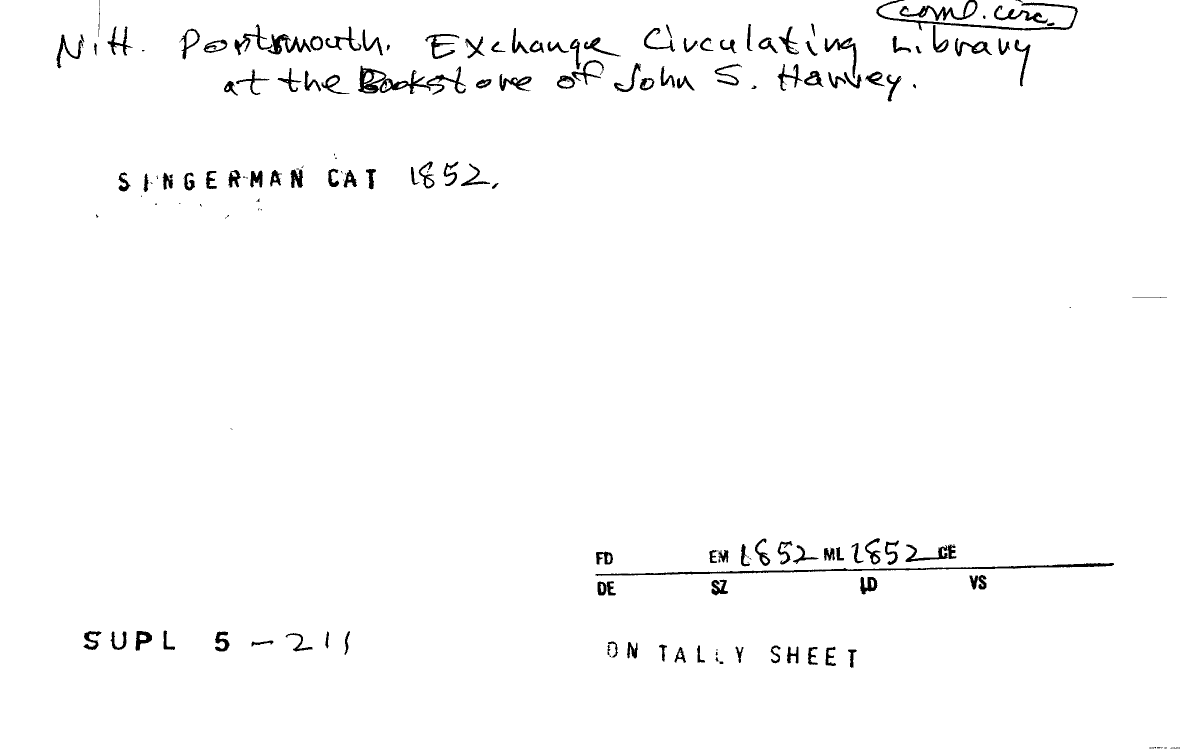 coml. circ.
N.H. Portsmouth. Exchange Circulating Library
at the Bookstore of John S. Harvey.
SINGERMAN CAT 1852.
FD EM 1852 ML 1852 CE
DE SZ LD VS
SUPL 5-211
ON TALLY SHEET